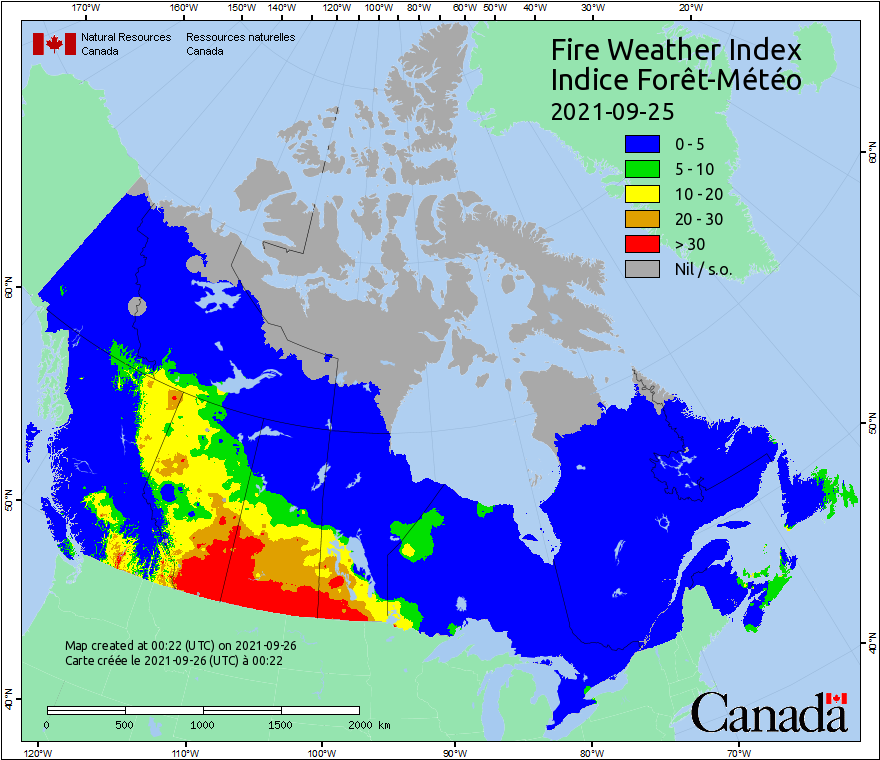 170°W 160°W 150°W 140°W 130°W 120°W 110°W 100°W 90°W 80°W 60°W 50°W 40°W 30°W 20°W
Natural Resources Ressources naturelles
Canada Canada
Fire Weather Index
Indice Forêt-Météo
2021-09-25
0 - 5
5 - 10
10 - 20
20 - 30
> 30
Nil / s.o.
60°N
60°N
50°N
50°N
40°N
40°N
Map created at 00:22 (UTC) on 2021-09-26
Carte créée le 2021-09-26 (UTC) à 00:22
0 500 1000 1500 2000 km
Canada
120°W 110°W 100°W 90°W 80°W 70°W